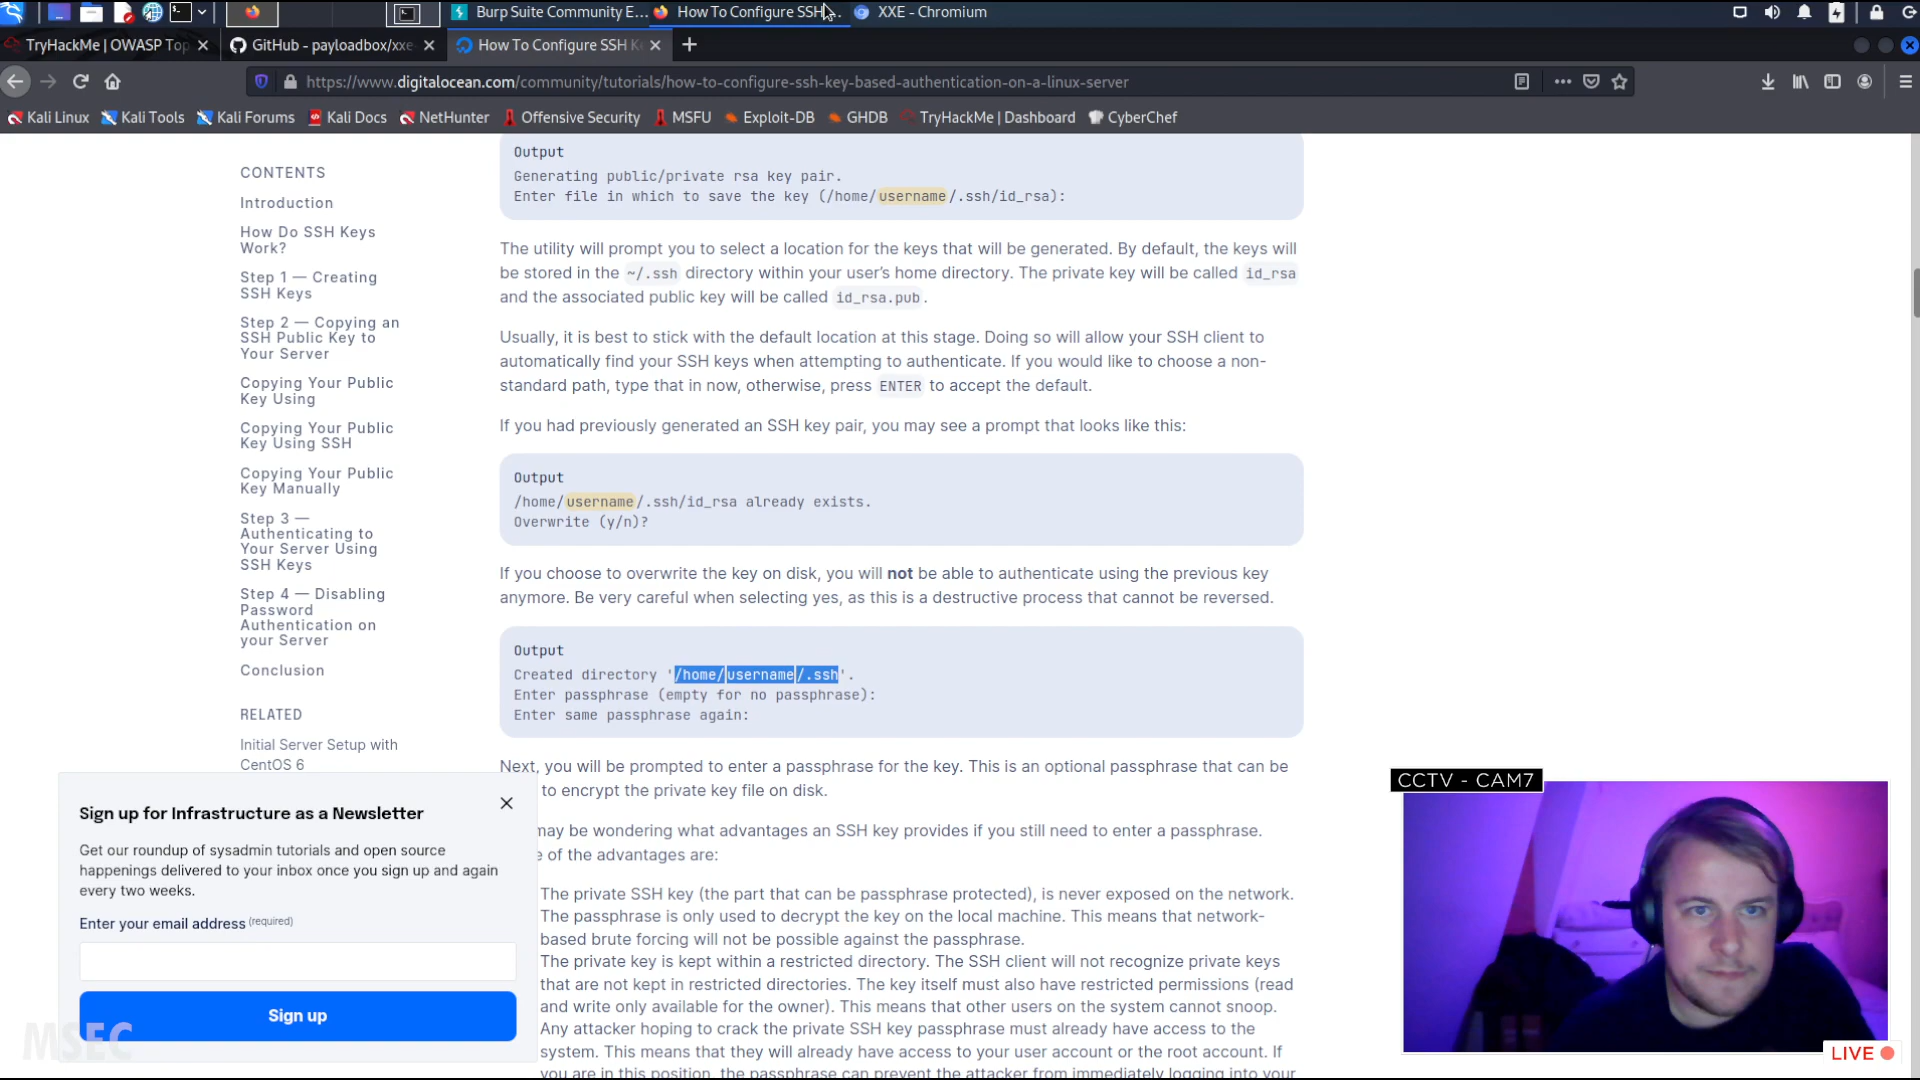 Burp Suite Community E...
How To Configure SSH
XXE - Chromium
TryHackMe | OWASP Top
GitHub - payloadbox/xxe-
How To Configure SSH K
https://www.digitalocean.com/community/tutorials/how-to-configure-ssh-key-based-authentication-on-a-linux-server
Kali Linux
Kali Tools
Kali Forums
Kali Docs
NetHunter
Offensive Security
MSFU
Exploit-DB
GHDB
TryHackMe | Dashboard
CyberChef
CONTENTS
Introduction
How Do SSH Keys
Work?
Step 1 — Creating
SSH Keys
Step 2 — Copying an
SSH Public Key to
Your Server
Copying Your Public
Key Using
Copying Your Public
Key Using SSH
Copying Your Public
Key Manually
Step 3 —
Authenticating to
Your Server Using
SSH Keys
Step 4 — Disabling
Password
Authentication on
your Server
Conclusion
RELATED
Initial Server Setup with
CentOS 6
Output
Generating public/private rsa key pair.
Enter file in which to save the key (/home/username/.ssh/id_rsa):
The utility will prompt you to select a location for the keys that will be generated. By default, the keys will
be stored in the ~/.ssh directory within your user’s home directory. The private key will be called id_rsa
and the associated public key will be called id_rsa.pub.
Usually, it is best to stick with the default location at this stage. Doing so will allow your SSH client to
automatically find your SSH keys when attempting to authenticate. If you would like to choose a non-
standard path, type that in now, otherwise, press ENTER to accept the default.
If you had previously generated an SSH key pair, you may see a prompt that looks like this:
Output
/home/username/.ssh/id_rsa already exists.
Overwrite (y/n)?
If you choose to overwrite the key on disk, you will not be able to authenticate using the previous key
anymore. Be very careful when selecting yes, as this is a destructive process that cannot be reversed.
Output
Created directory '/home/username/.ssh'.
Enter passphrase (empty for no passphrase):
Enter same passphrase again:
Next, you will be prompted to enter a passphrase for the key. This is an optional passphrase that can be
to encrypt the private key file on disk.
may be wondering what advantages an SSH key provides if you still need to enter a passphrase.
e of the advantages are:
The private SSH key (the part that can be passphrase protected), is never exposed on the network.
The passphrase is only used to decrypt the key on the local machine. This means that network-
based brute forcing will not be possible against the passphrase.
The private key is kept within a restricted directory. The SSH client will not recognize private keys
that are not kept in restricted directories. The key itself must also have restricted permissions (read
and write only available for the owner). This means that other users on the system cannot snoop.
Any attacker hoping to crack the private SSH key passphrase must already have access to the
system. This means that they will already have access to your user account or the root account. If
you are in this position, the passphrase can prevent the attacker from immediately logging into your
Sign up for Infrastructure as a Newsletter
Get our roundup of sysadmin tutorials and open source
happenings delivered to your inbox once you sign up and again
every two weeks.
Enter your email address (required)
Sign up
MSEC
CCTV - CAM7
LIVE